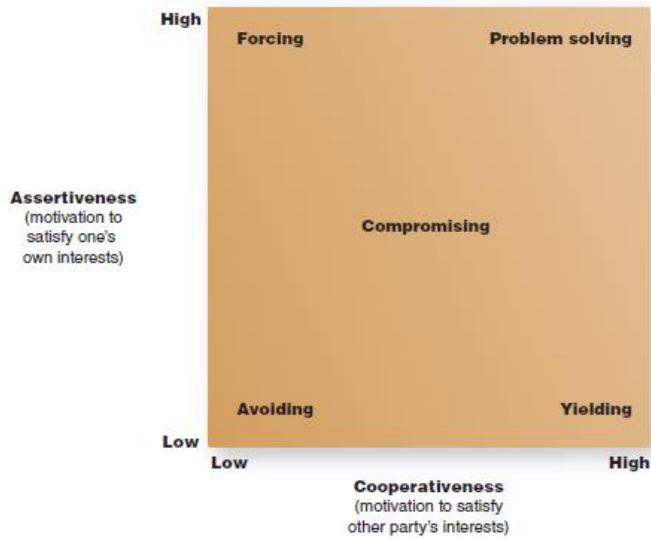 High
Forcing Problem solving
Assertiveness
(motivation to
satisfy one's
own interests)
Compromising
Avoiding Yielding
Low
Low High
Cooperativeness
(motivation to satisfy
other party's interests)